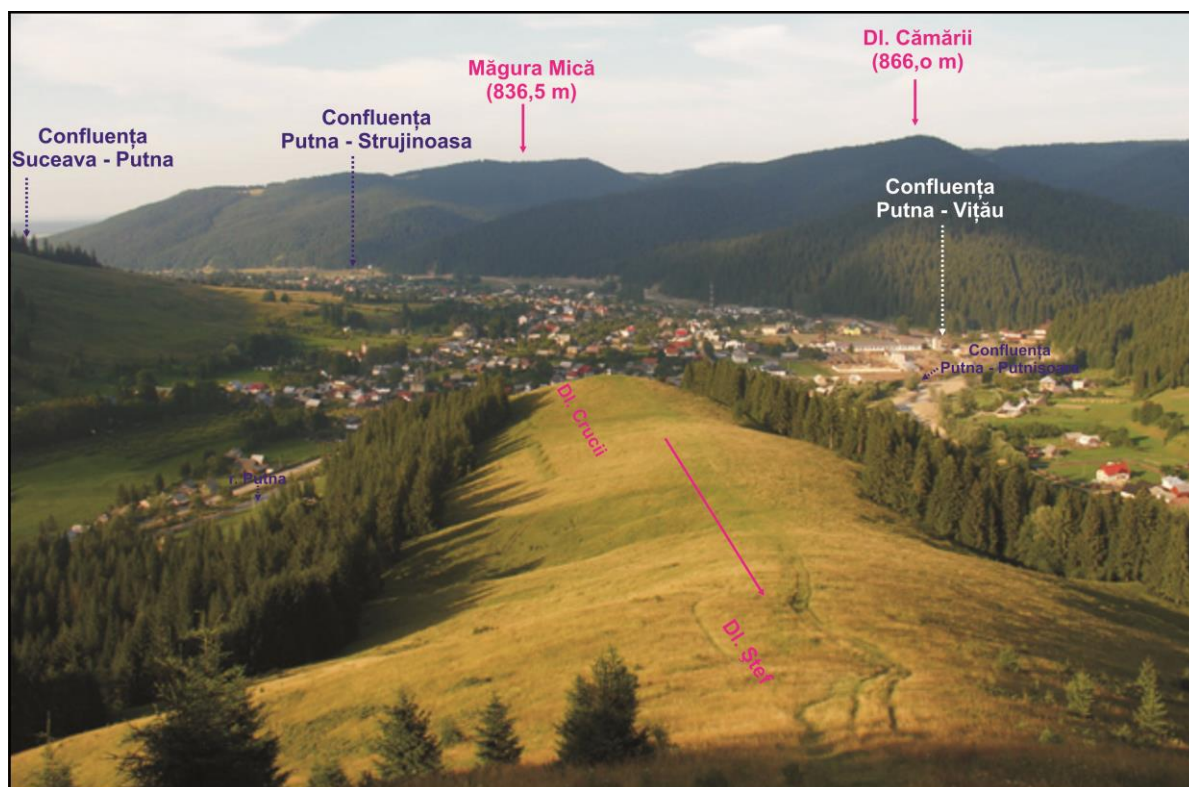 Dl. Cămării
(866,o m)
Măgura Mică
(836,5 m)
Confluența
Putna - Strujinoasa
Confluența
Suceava - Putna
Confluența
Putna - Vițău
Confluența
Putna - Putnișoara
Dl. Crucii
r. Putna
Dl. Ștef